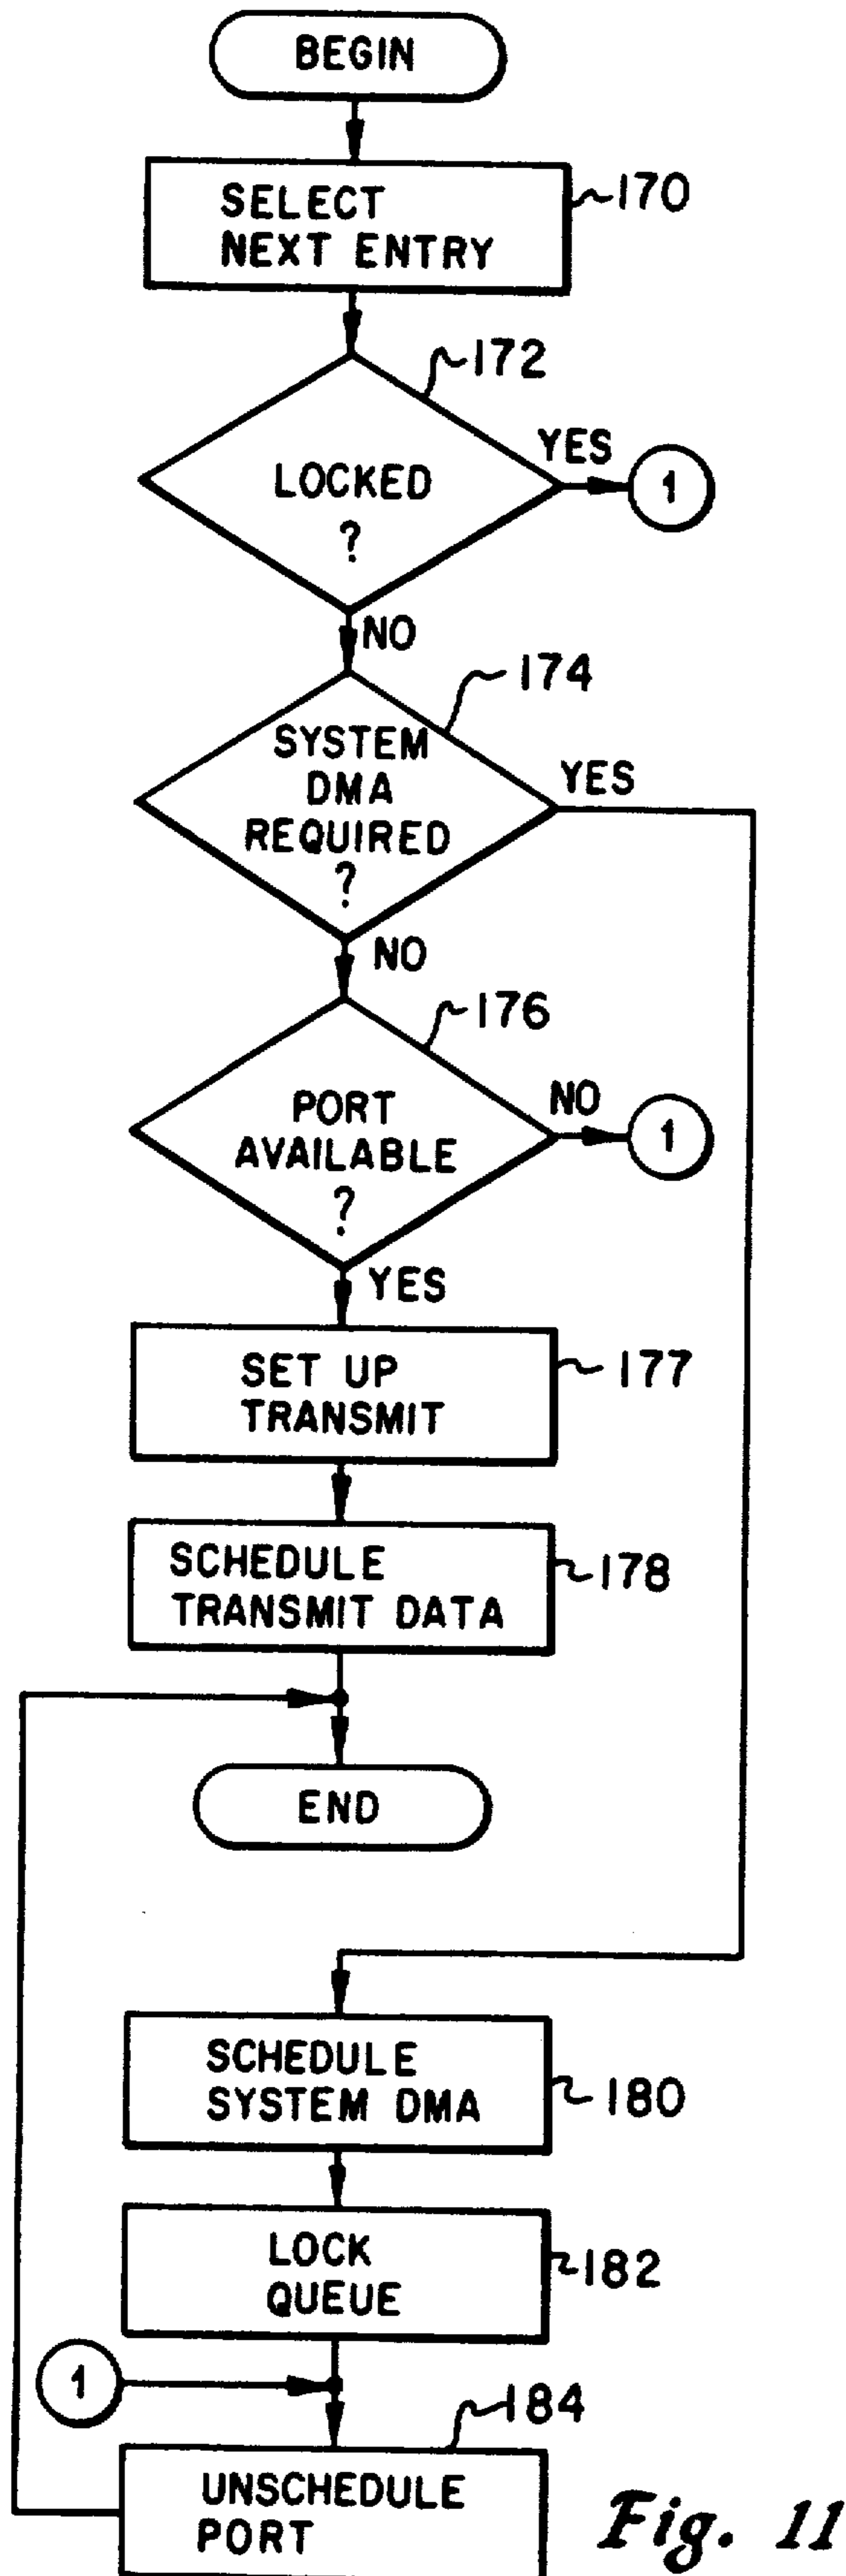 BEGIN
SELECT
NEXT ENTRY
170
172
LOCKED
?
YES
1
NO
174
SYSTEM
DMA
REQUIRED
?
YES
NO
176
PORT
AVAILABLE
?
NO
1
YES
SET UP
TRANSMIT
177
SCHEDULE
TRANSMIT DATA
178
END
SCHEDULE
SYSTEM DMA
180
LOCK
QUEUE
182
1
184
UNSCHEDULE
PORT
Fig. 11